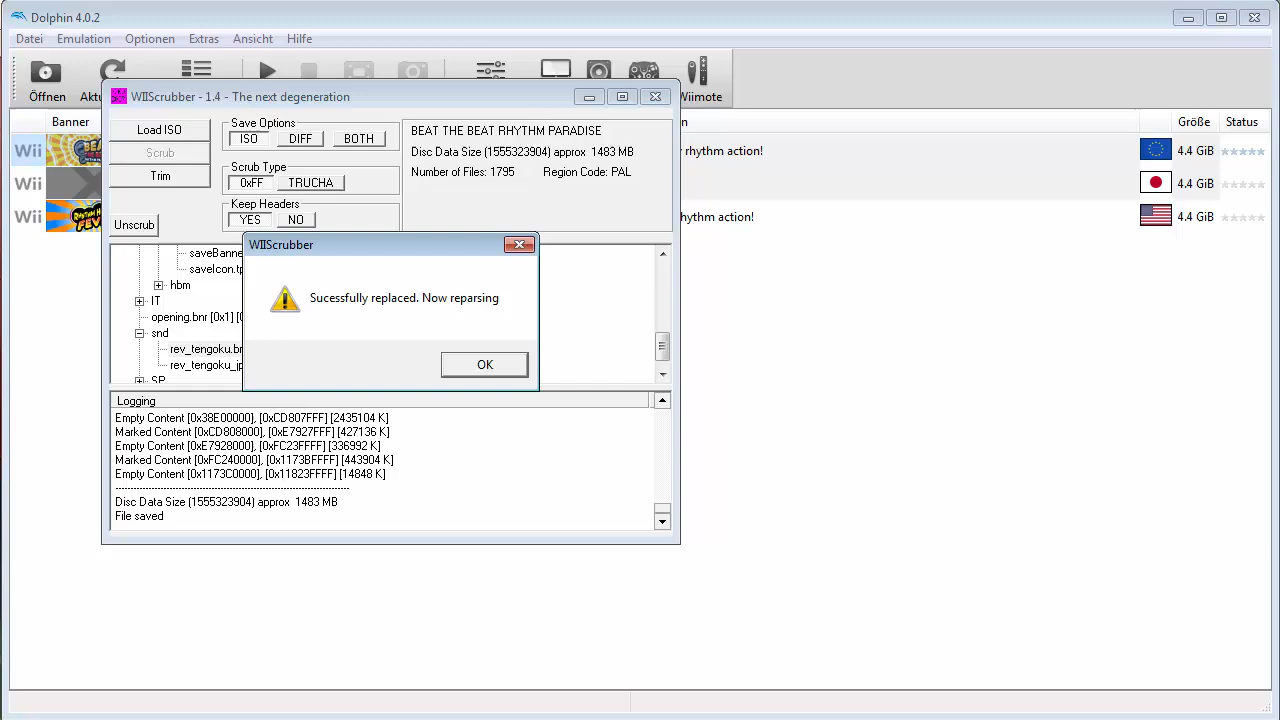 Dolphin 4.0.2
Datei Emulation Optionen Extras Ansicht Hilfe
Öffnen
WIIScrubber - 1.4 - The next degeneration
Wiimote
Banner
Größe Status
Load ISO
Scrub
Trim
Unscrub
Save Options
ISO DIFF BOTH
Scrub Type
0xFF TRUCHA
Keep Headers
YES NO
BEAT THE BEAT RHYTHM PARADISE
Disc Data Size (1555323904) approx 1483 MB
Number of Files: 1795 Region Code: PAL
Wii
rhythm action!
4.4 GiB
Wii
4.4 GiB
Wii
rhythm action!
4.4 GiB
hbm
IT
opening.bnr [0x1]
snd
SP
WIIScrubber
Sucessfully replaced. Now reparsing
OK
Logging
Empty Content [0x38E00000], [0xCD807FFF] [2435104 K]
Marked Content [0xCD808000], [0xE7927FFF] [427136 K]
Empty Content [0xE7928000], [0xFC23FFFF] [336992 K]
Marked Content [0xFC240000], [0x1173BFFFF] [443904 K]
Empty Content [0x1173C0000], [0x11823FFFF] [14848 K]
Disc Data Size (1555323904) approx 1483 MB
File saved